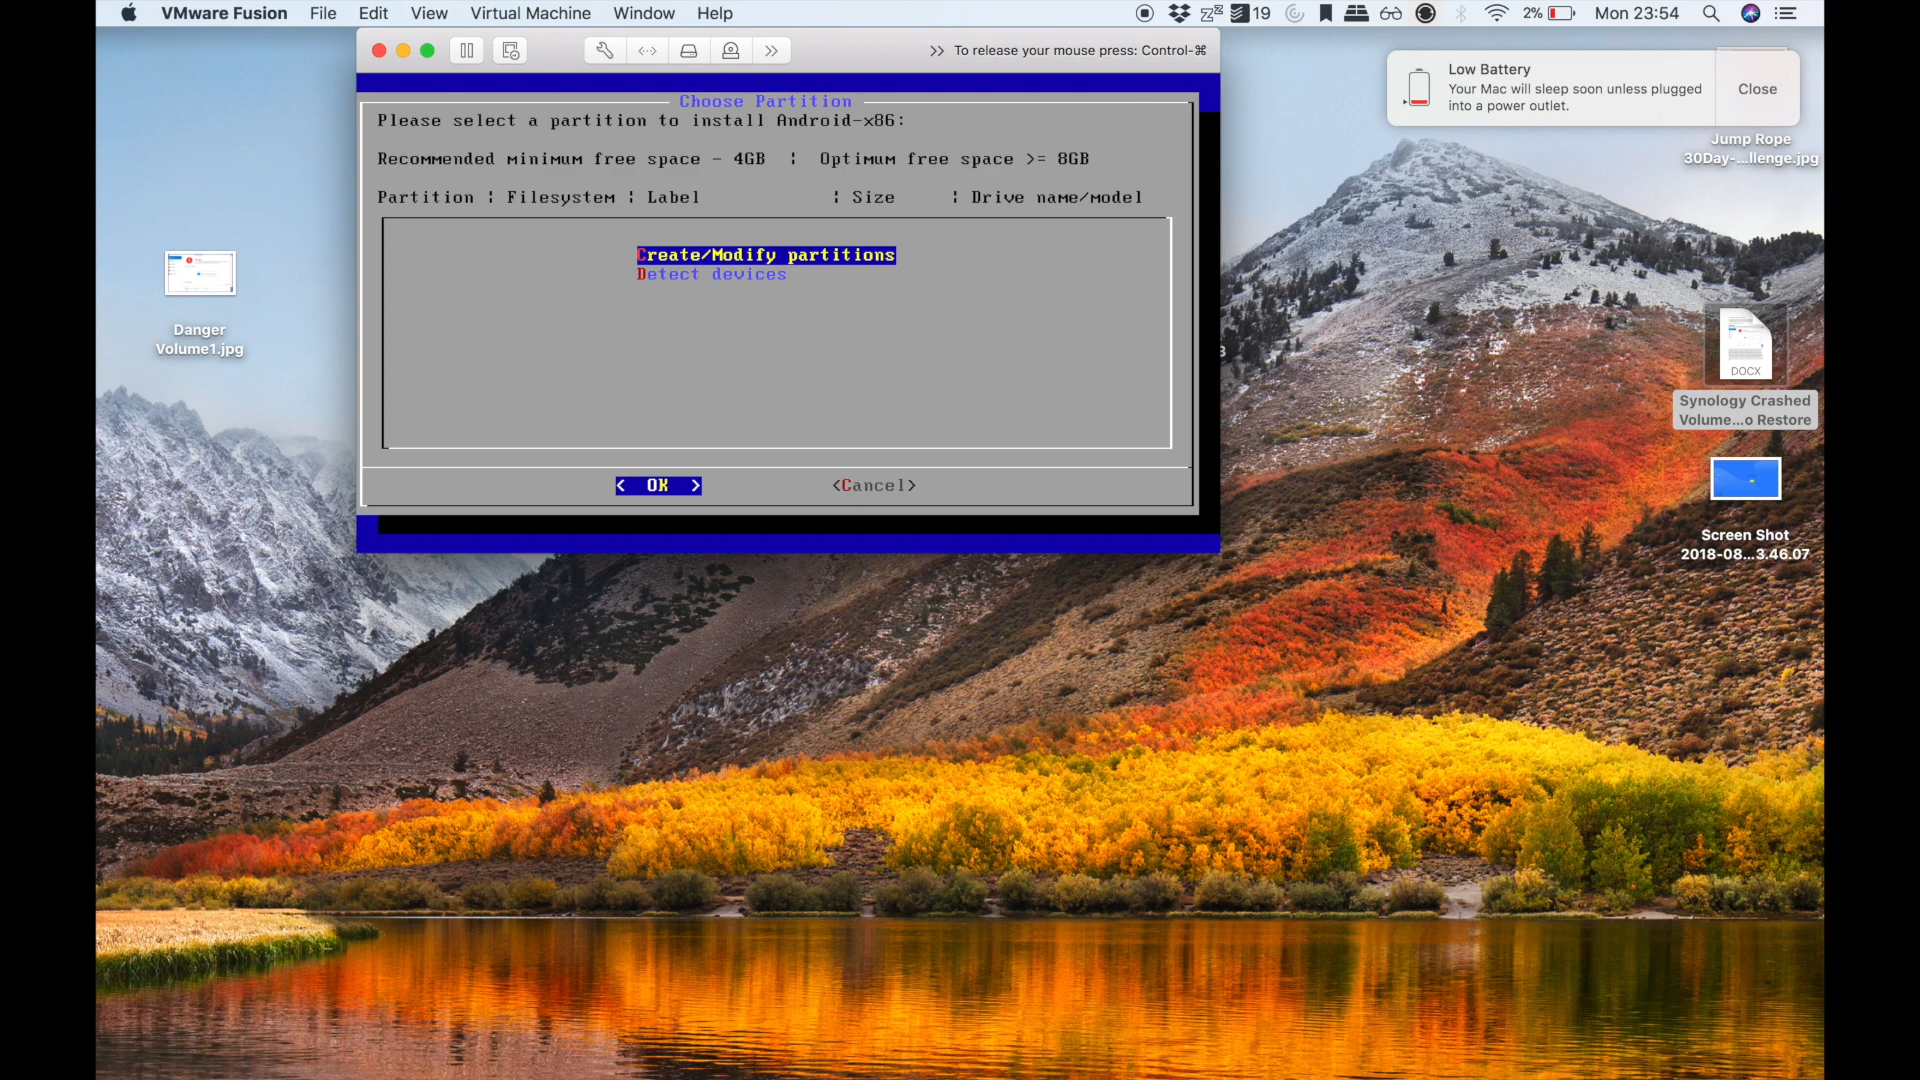 VMware Fusion File Edit View Virtual Machine Window Help
19 2% Mon 23:54
>> To release your mouse press: Control-⌘
Low Battery
Your Mac will sleep soon unless plugged
into a power outlet.
Close
Choose Partition
Please select a partition to install Android-x86:
Recommended minimum free space - 4GB ¦ Optimum free space >= 8GB
Partition ¦ Filesystem ¦ Label ¦ Size ¦ Drive name/model
Create/Modify partitions
Detect devices
< OK > <Cancel>
Jump Rope
30Day-...llenge.jpg
Danger
Volume1.jpg
DOCX
Synology Crashed
Volume...o Restore
Screen Shot
2018-08...3.46.07